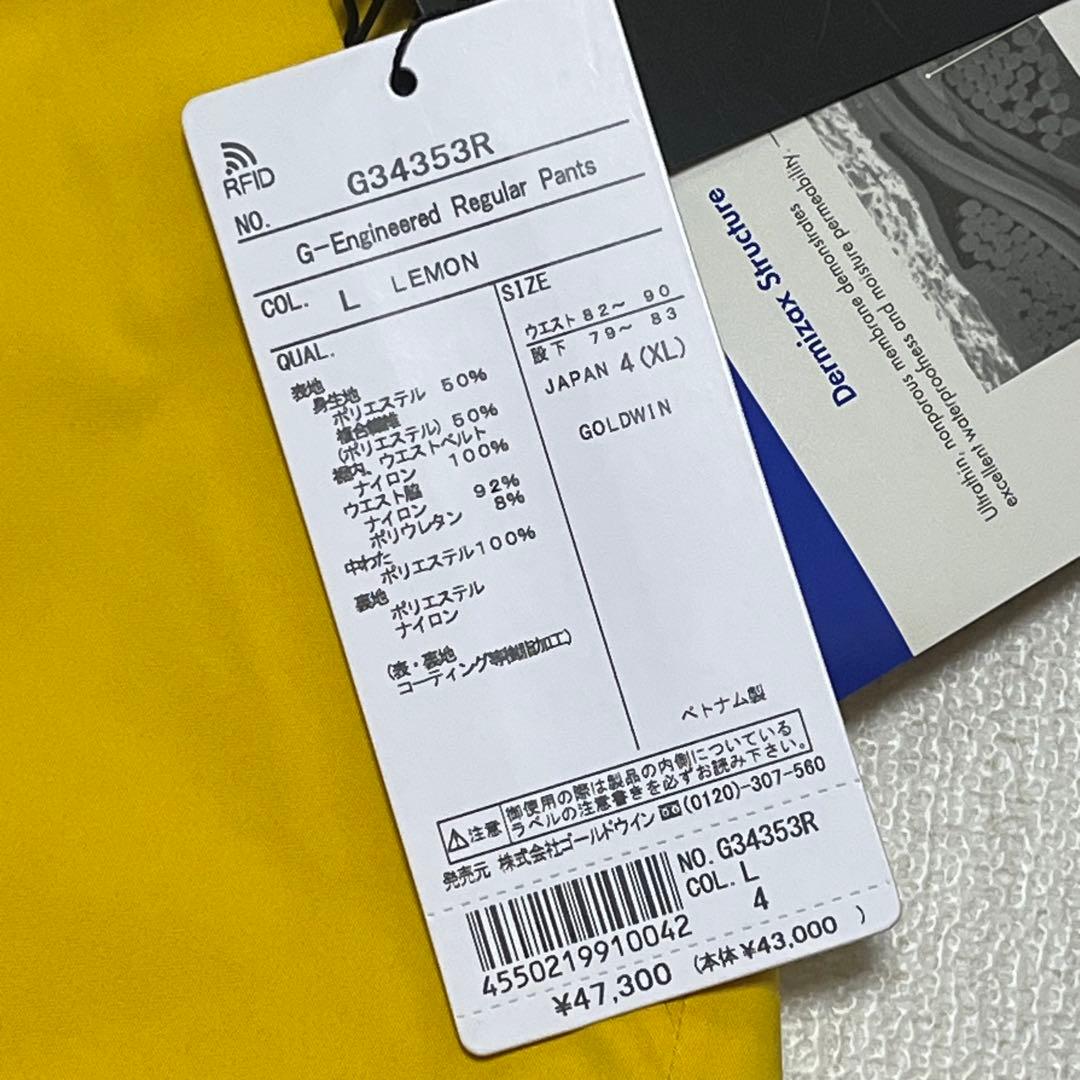 RFID
NO.
G34353R
G-Engineered Regular Pants
COL. L LEMON
QUAL.
表地
身生地
ポリエステル 50%
複合繊維
(ポリエステル) 50%
裾内、ウエストベルト
ナイロン 100%
ウエスト脇
ナイロン 92%
ポリウレタン 8%
中わた
ポリエステル100%
裏地
ポリエステル
ナイロン
(表・裏地
コーティング等樹脂加工)
SIZE
ウエスト 82～ 90
股下 79～ 83
JAPAN 4(XL)
GOLDWIN
ベトナム製
注意
御使用の際は製品の内側についている
ラベルの注意書きを必ずお読み下さい。
発売元 株式会社ゴールドウイン (0120)-307-560
NO. G34353R
COL. L
4
4550219910042
¥47,300 (本体 ¥43,000 )
Dermizax Structure
Ultrathin, nonporous membrane demonstrates
excellent waterproofness and moisture permeability.